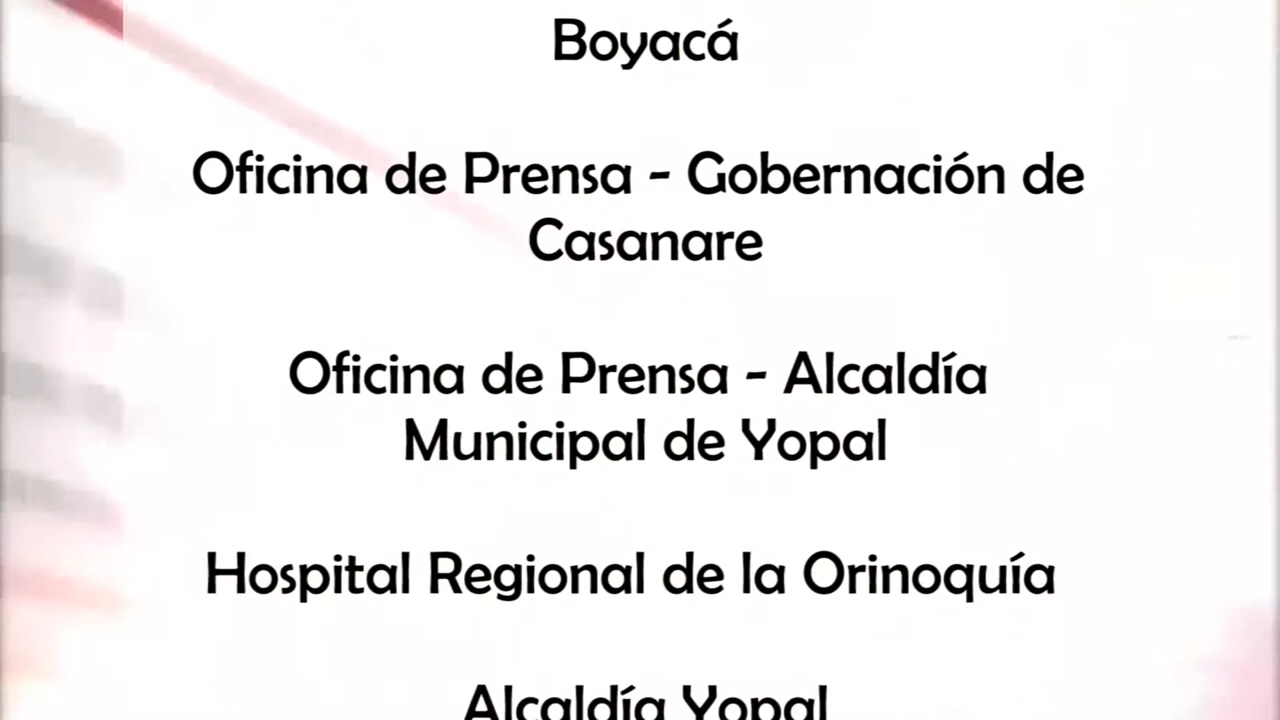 Boyacá
Oficina de Prensa - Gobernación de
Casanare
Oficina de Prensa - Alcaldía
Municipal de Yopal
Hospital Regional de la Orinoquía
Alcaldía Yopal